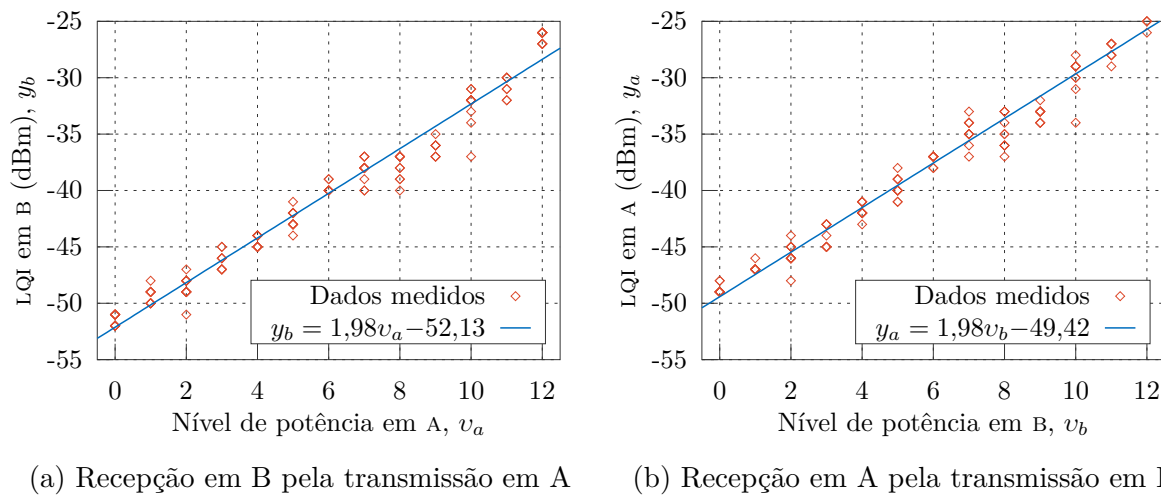 -25
-30
-35
-40
-45
-50
-55
0 2 4 6 8 10 12
LQI em B (dBm), y_b
Nível de potência em A, υ_a
Dados medidos
y_b = 1,98υ_a−52,13
(a) Recepção em B pela transmissão em A
-25
-30
-35
-40
-45
-50
-55
0 2 4 6 8 10 12
LQI em A (dBm), y_a
Nível de potência em B, υ_b
Dados medidos
y_a = 1,98υ_b−49,42
(b) Recepção em A pela transmissão em